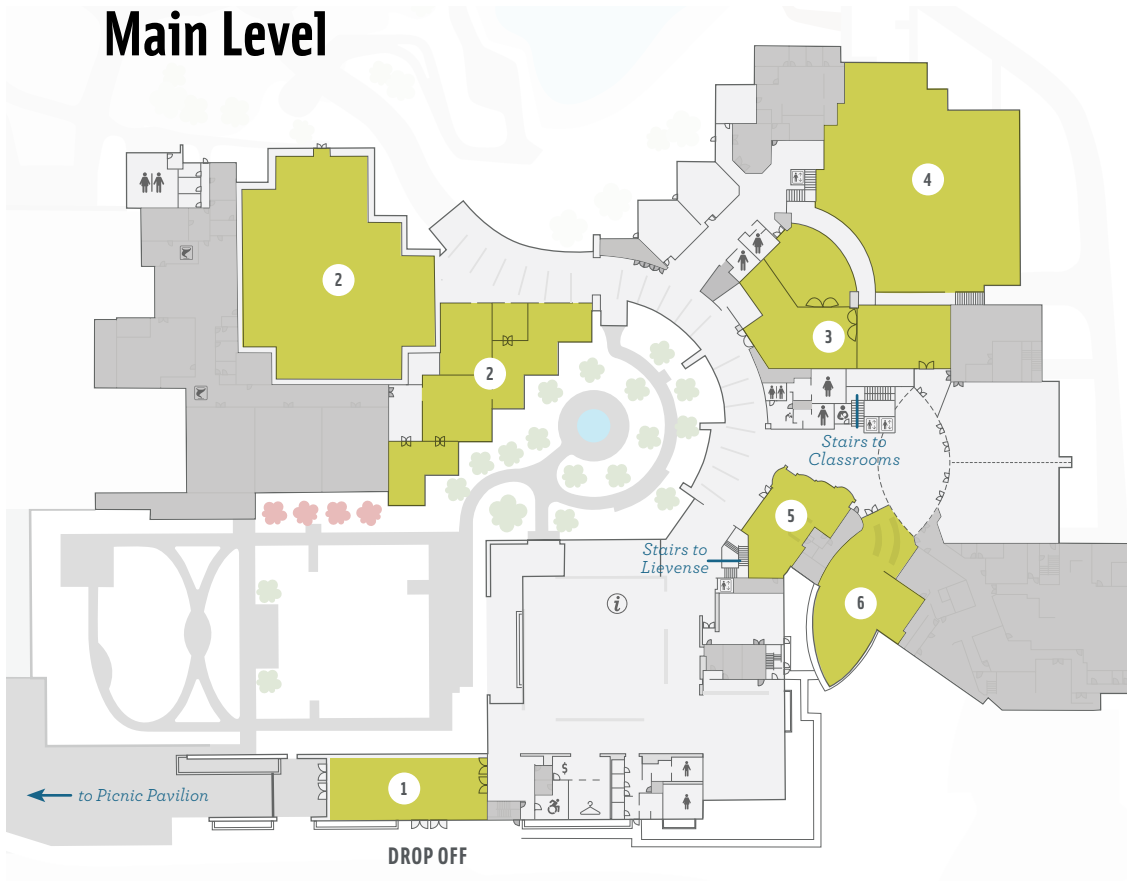 Main Level
4
2
3
2
Stairs to
Classrooms
5
Stairs to
Lievense
i
6
$
1
to Picnic Pavilion
DROP OFF